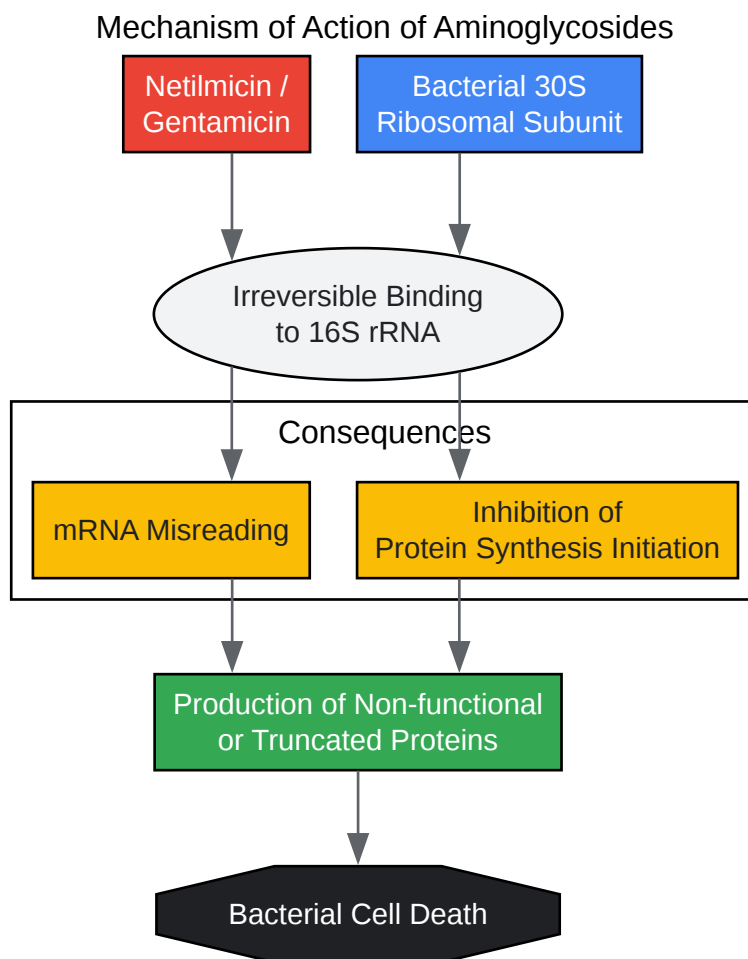 Mechanism of Action of Aminoglycosides
Netilmicin /
Gentamicin
Bacterial 30S
Ribosomal Subunit
Irreversible Binding
to 16S rRNA
Consequences
mRNA Misreading
Inhibition of
Protein Synthesis Initiation
Production of Non-functional
or Truncated Proteins
Bacterial Cell Death